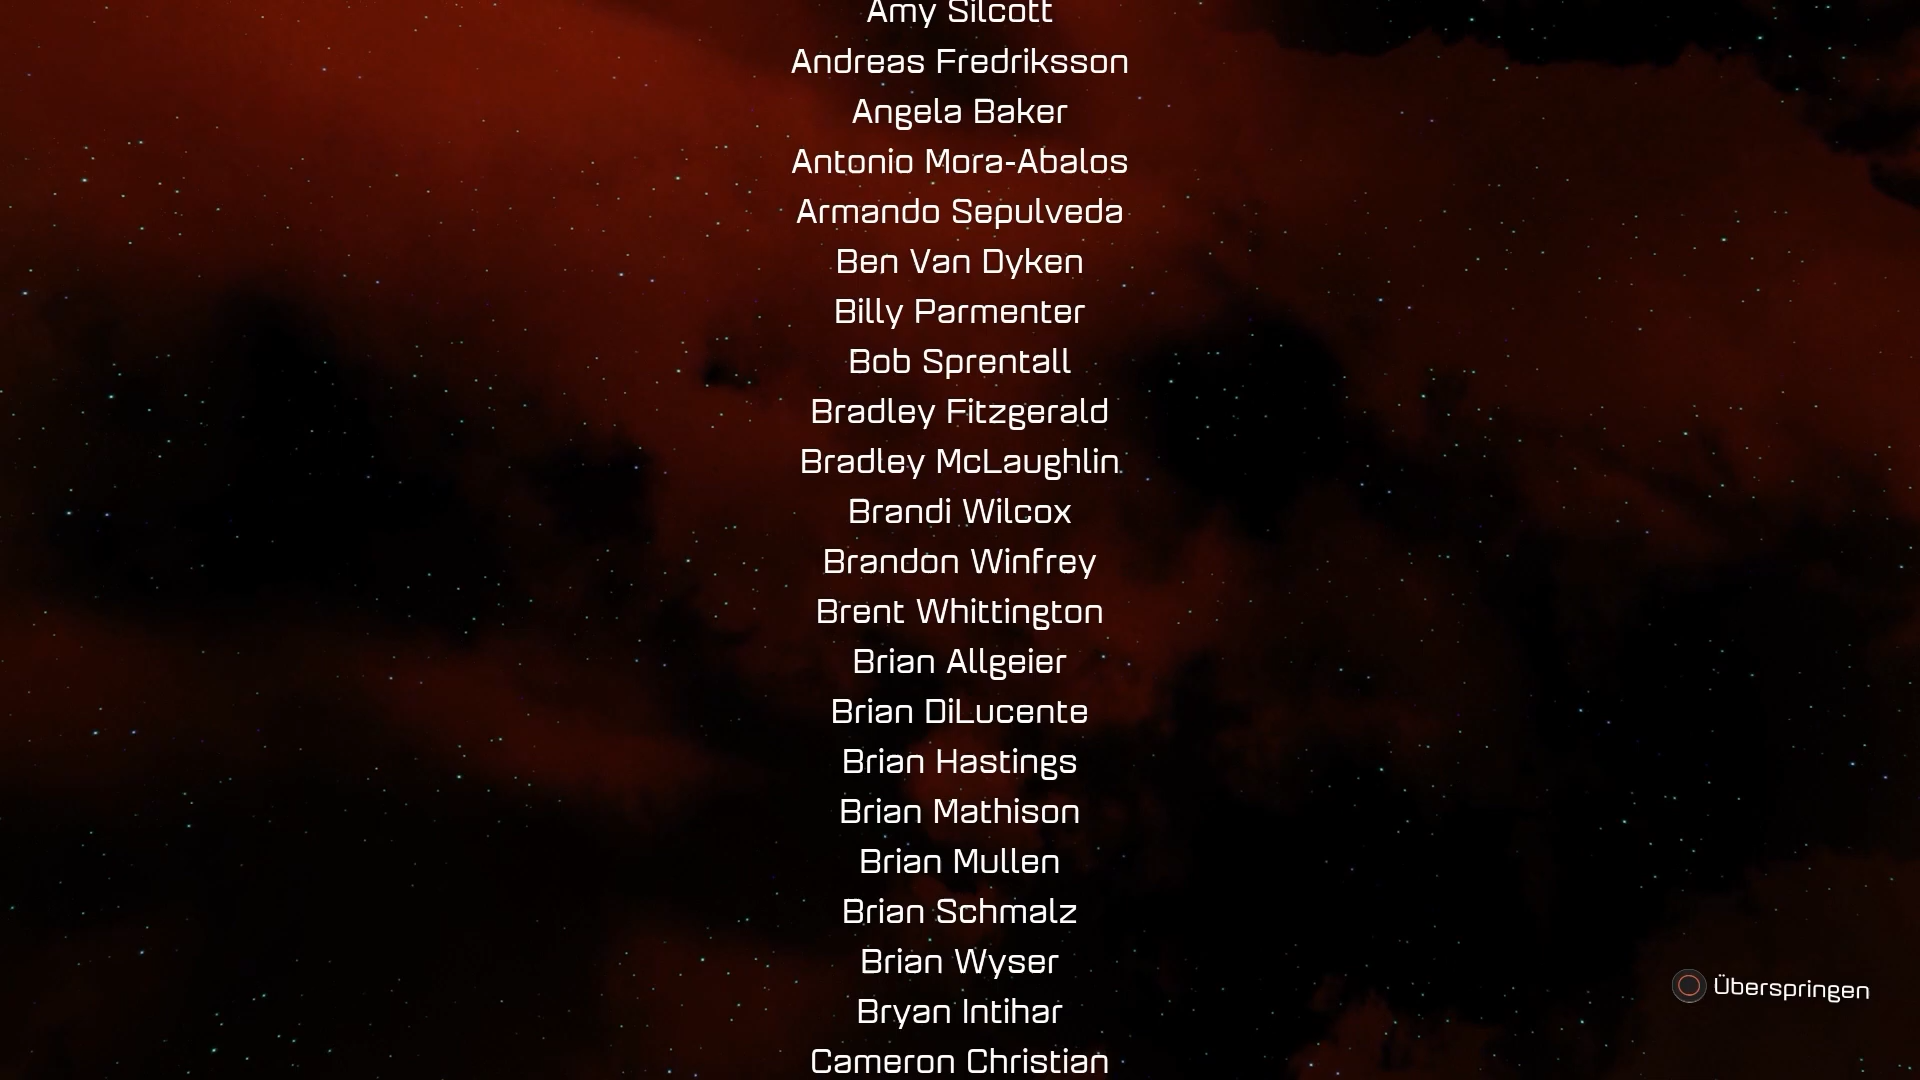 Amy Silcott
Andreas Fredriksson
Angela Baker
Antonio Mora-Abalos
Armando Sepulveda
Ben Van Dyken
Billy Parmenter
Bob Sprentall
Bradley Fitzgerald
Bradley McLaughlin
Brandi Wilcox
Brandon Winfrey
Brent Whittington
Brian Allgeier
Brian DiLucente
Brian Hastings
Brian Mathison
Brian Mullen
Brian Schmalz
Brian Wyser
Bryan Intihar
Cameron Christian
Überspringen